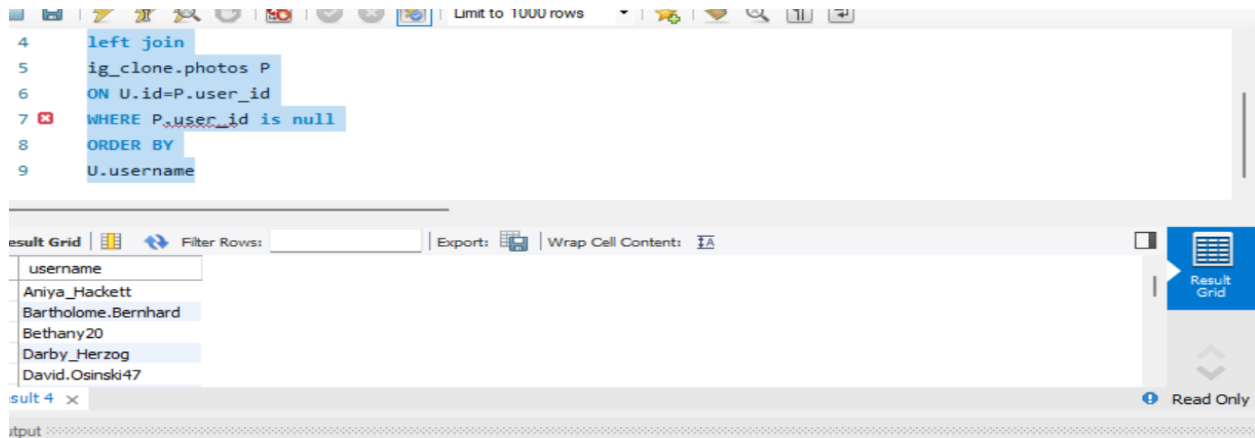 Limit to 1000 rows
4 left join
5 ig_clone.photos P
6 ON U.id=P.user_id
7 WHERE P.user_id is null
8 ORDER BY
9 U.username
esult Grid Filter Rows: Export: Wrap Cell Content:
username
Aniya_Hackett
Bartholome.Bernhard
Bethany20
Darby_Herzog
David.Osinski47
Result
Grid
sult 4 Read Only
utput